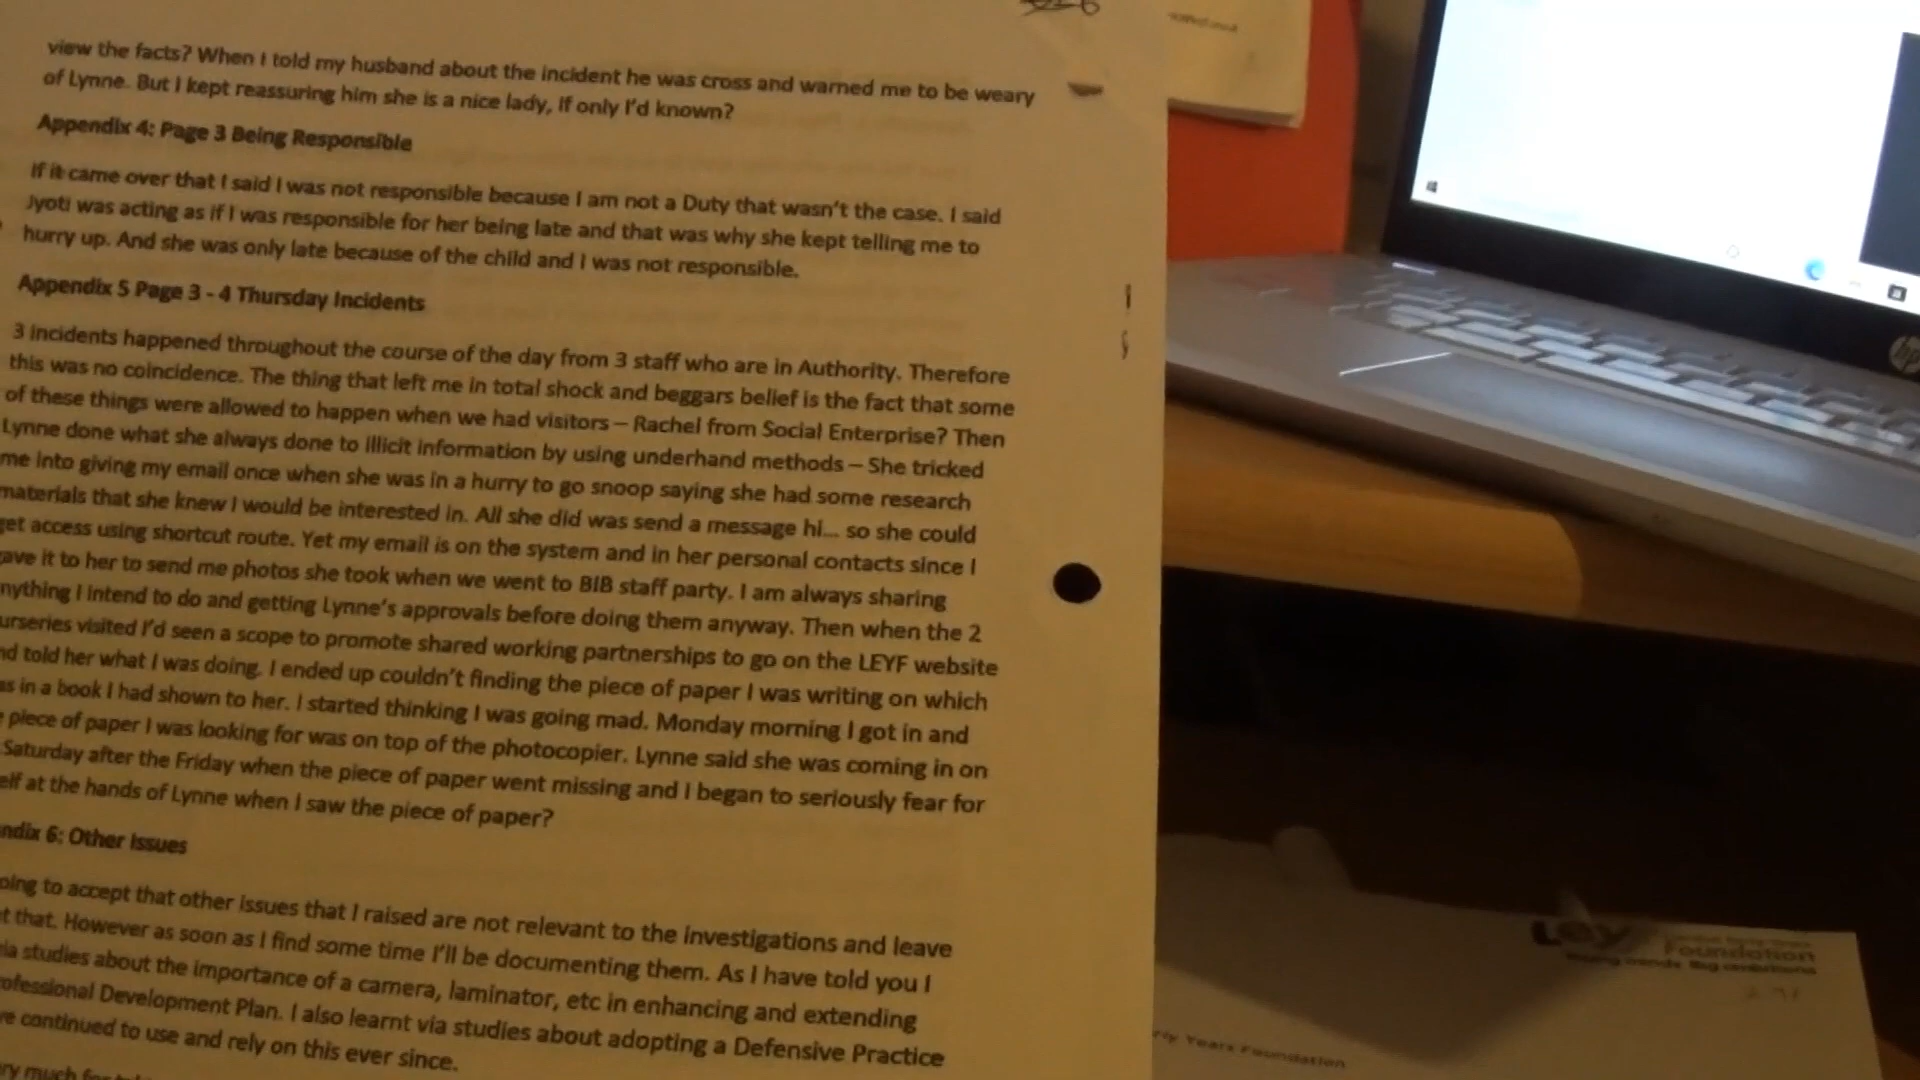 view the facts? When I told my husband about the incident he was cross and warned me to be weary
of Lynne. But I kept reassuring him she is a nice lady, if only I'd known?
Appendix 4: Page 3 Being Responsible
If it came over that I said I was not responsible because I am not a Duty that wasn't the case. I said
Jyoti was acting as if I was responsible for her being late and that was why she kept telling me to
hurry up. And she was only late because of the child and I was not responsible.
Appendix 5 Page 3 - 4 Thursday Incidents
3 incidents happened throughout the course of the day from 3 staff who are in Authority. Therefore
this was no coincidence. The thing that left me in total shock and beggars belief is the fact that some
of these things were allowed to happen when we had visitors – Rachel from Social Enterprise? Then
Lynne done what she always done to illicit information by using underhand methods – She tricked
me into giving my email once when she was in a hurry to go snoop saying she had some research
materials that she knew I would be interested in. All she did was send a message hi... so she could
get access using shortcut route. Yet my email is on the system and in her personal contacts since I
gave it to her to send me photos she took when we went to BIB staff party. I am always sharing
nything I intend to do and getting Lynne's approvals before doing them anyway. Then when the 2
urseries visited I'd seen a scope to promote shared working partnerships to go on the LEYF website
nd told her what I was doing. I ended up couldn't finding the piece of paper I was writing on which
as in a book I had shown to her. I started thinking I was going mad. Monday morning I got in and
e piece of paper I was looking for was on top of the photocopier. Lynne said she was coming in on
Saturday after the Friday when the piece of paper went missing and I began to seriously fear for
elf at the hands of Lynne when I saw the piece of paper?
ndix 6: Other Issues
oing to accept that other issues that I raised are not relevant to the investigations and leave
t that. However as soon as I find some time I'll be documenting them. As I have told you I
ia studies about the importance of a camera, laminator, etc in enhancing and extending
rofessional Development Plan. I also learnt via studies about adopting a Defensive Practice
ve continued to use and rely on this ever since.
ry much for
hp
Ley
Foundation
rly Years Foundation